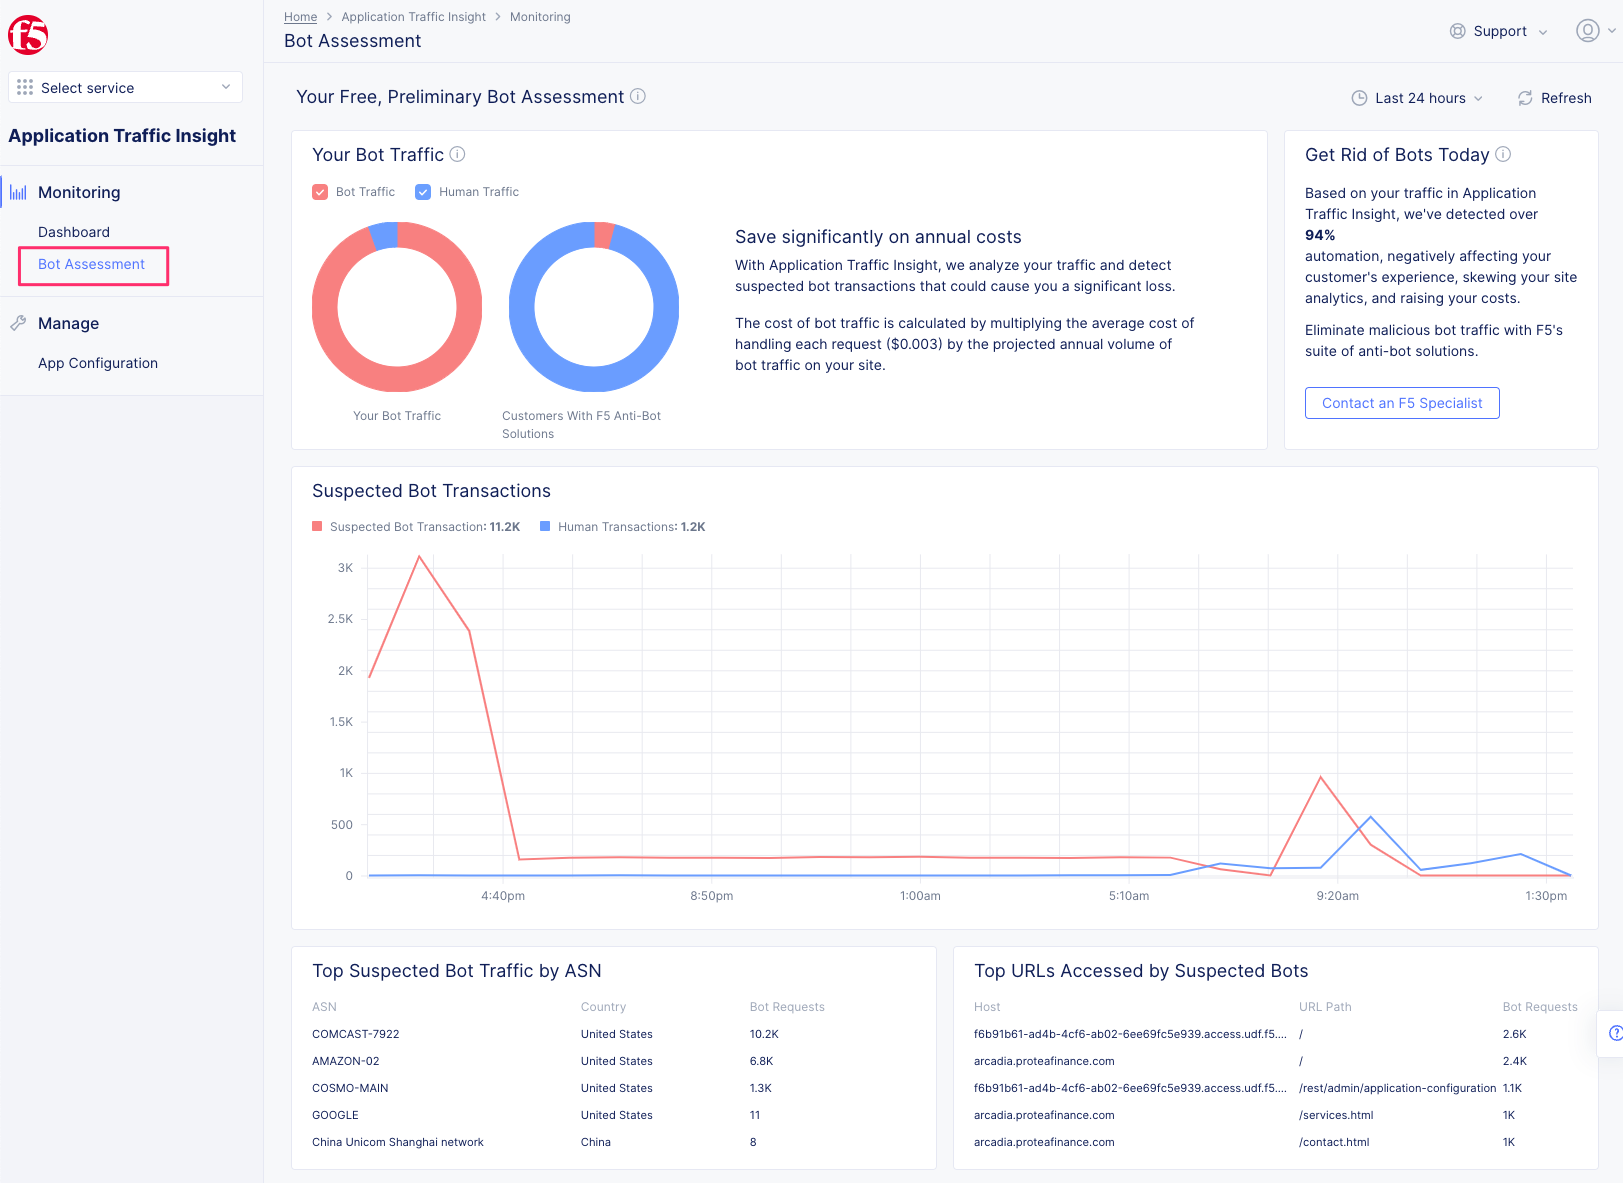 f5
Select service
Application Traffic Insight
Monitoring
Dashboard
Bot Assessment
Manage
App Configuration
Home > Application Traffic Insight > Monitoring
Bot Assessment
Support
Your Free, Preliminary Bot Assessment
Last 24 hours
Refresh
Your Bot Traffic
Bot Traffic Human Traffic
Your Bot Traffic
Customers With F5 Anti-Bot
Solutions
Save significantly on annual costs
With Application Traffic Insight, we analyze your traffic and detect
suspected bot transactions that could cause you a significant loss.
The cost of bot traffic is calculated by multiplying the average cost of
handling each request ($0.003) by the projected annual volume of
bot traffic on your site.
Get Rid of Bots Today
Based on your traffic in Application
Traffic Insight, we've detected over
94%
automation, negatively affecting your
customer's experience, skewing your site
analytics, and raising your costs.
Eliminate malicious bot traffic with F5's
suite of anti-bot solutions.
Contact an F5 Specialist
Suspected Bot Transactions
Suspected Bot Transaction: 11.2K Human Transactions: 1.2K
3K
2.5K
2K
1.5K
1K
500
0
4:40pm 8:50pm 1:00am 5:10am 9:20am 1:30pm
Top Suspected Bot Traffic by ASN
ASN Country Bot Requests
COMCAST-7922 United States 10.2K
AMAZON-02 United States 6.8K
COSMO-MAIN United States 1.3K
GOOGLE United States 11
China Unicom Shanghai network China 8
Top URLs Accessed by Suspected Bots
Host URL Path Bot Requests
f6b91b61-ad4b-4cf6-ab02-6ee69fc5e939.access.udf.f5.... / 2.6K
arcadia.proteafinance.com / 2.4K
f6b91b61-ad4b-4cf6-ab02-6ee69fc5e939.access.udf.f5.... /rest/admin/application-configuration 1.1K
arcadia.proteafinance.com /services.html 1K
arcadia.proteafinance.com /contact.html 1K